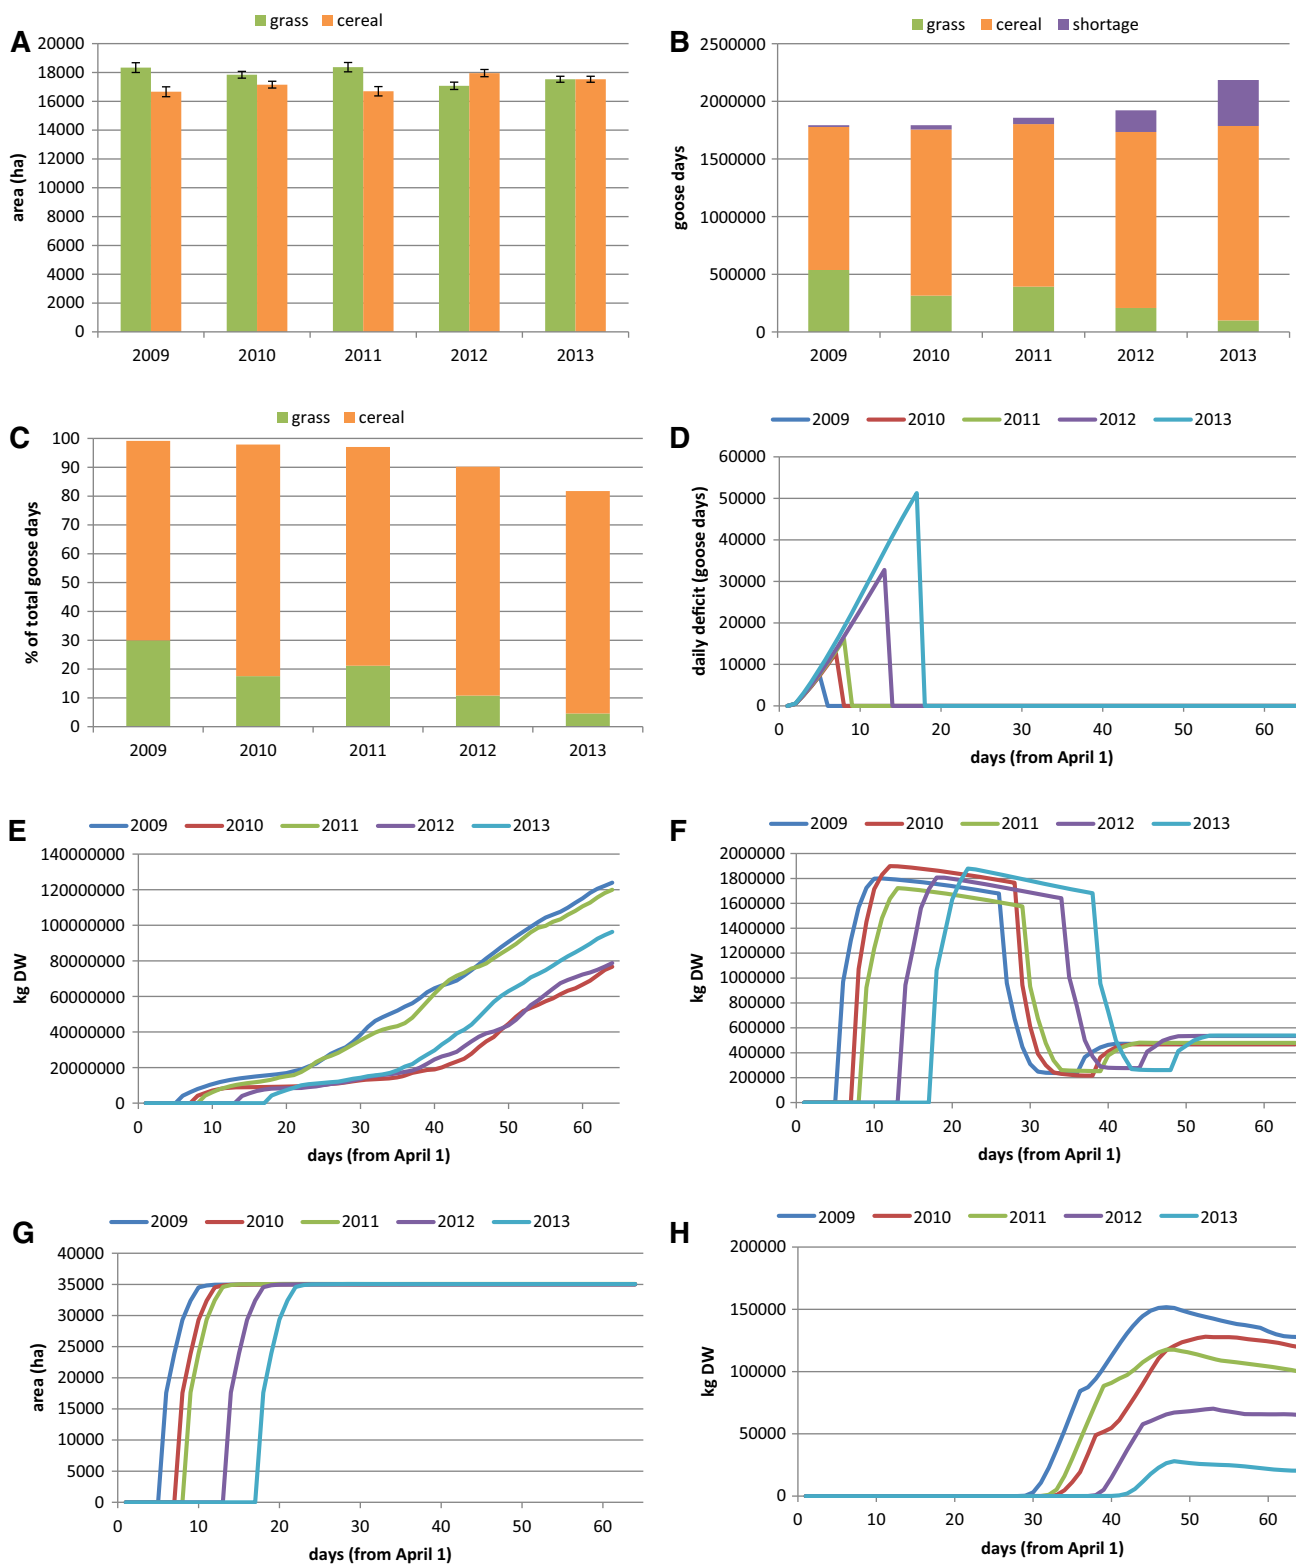 A
grass cereal
area (ha)
20000
18000
16000
14000
12000
10000
8000
6000
4000
2000
0
2009 2010 2011 2012 2013
B
grass cereal shortage
goose days
2500000
2000000
1500000
1000000
500000
0
2009 2010 2011 2012 2013
C
grass cereal
% of total goose days
100
90
80
70
60
50
40
30
20
10
0
2009 2010 2011 2012 2013
D
2009 2010 2011 2012 2013
daily deficit (goose days)
60000
50000
40000
30000
20000
10000
0
0 10 20 30 40 50 60
days (from April 1)
E
2009 2010 2011 2012 2013
kg DW
140000000
120000000
100000000
80000000
60000000
40000000
20000000
0
0 10 20 30 40 50 60
days (from April 1)
F
2009 2010 2011 2012 2013
kg DW
2000000
1800000
1600000
1400000
1200000
1000000
800000
600000
400000
200000
0
0 10 20 30 40 50 60
days (from April 1)
G
2009 2010 2011 2012 2013
area (ha)
40000
35000
30000
25000
20000
15000
10000
5000
0
0 10 20 30 40 50 60
days (from April 1)
H
2009 2010 2011 2012 2013
kg DW
200000
150000
100000
50000
0
0 10 20 30 40 50 60
days (from April 1)